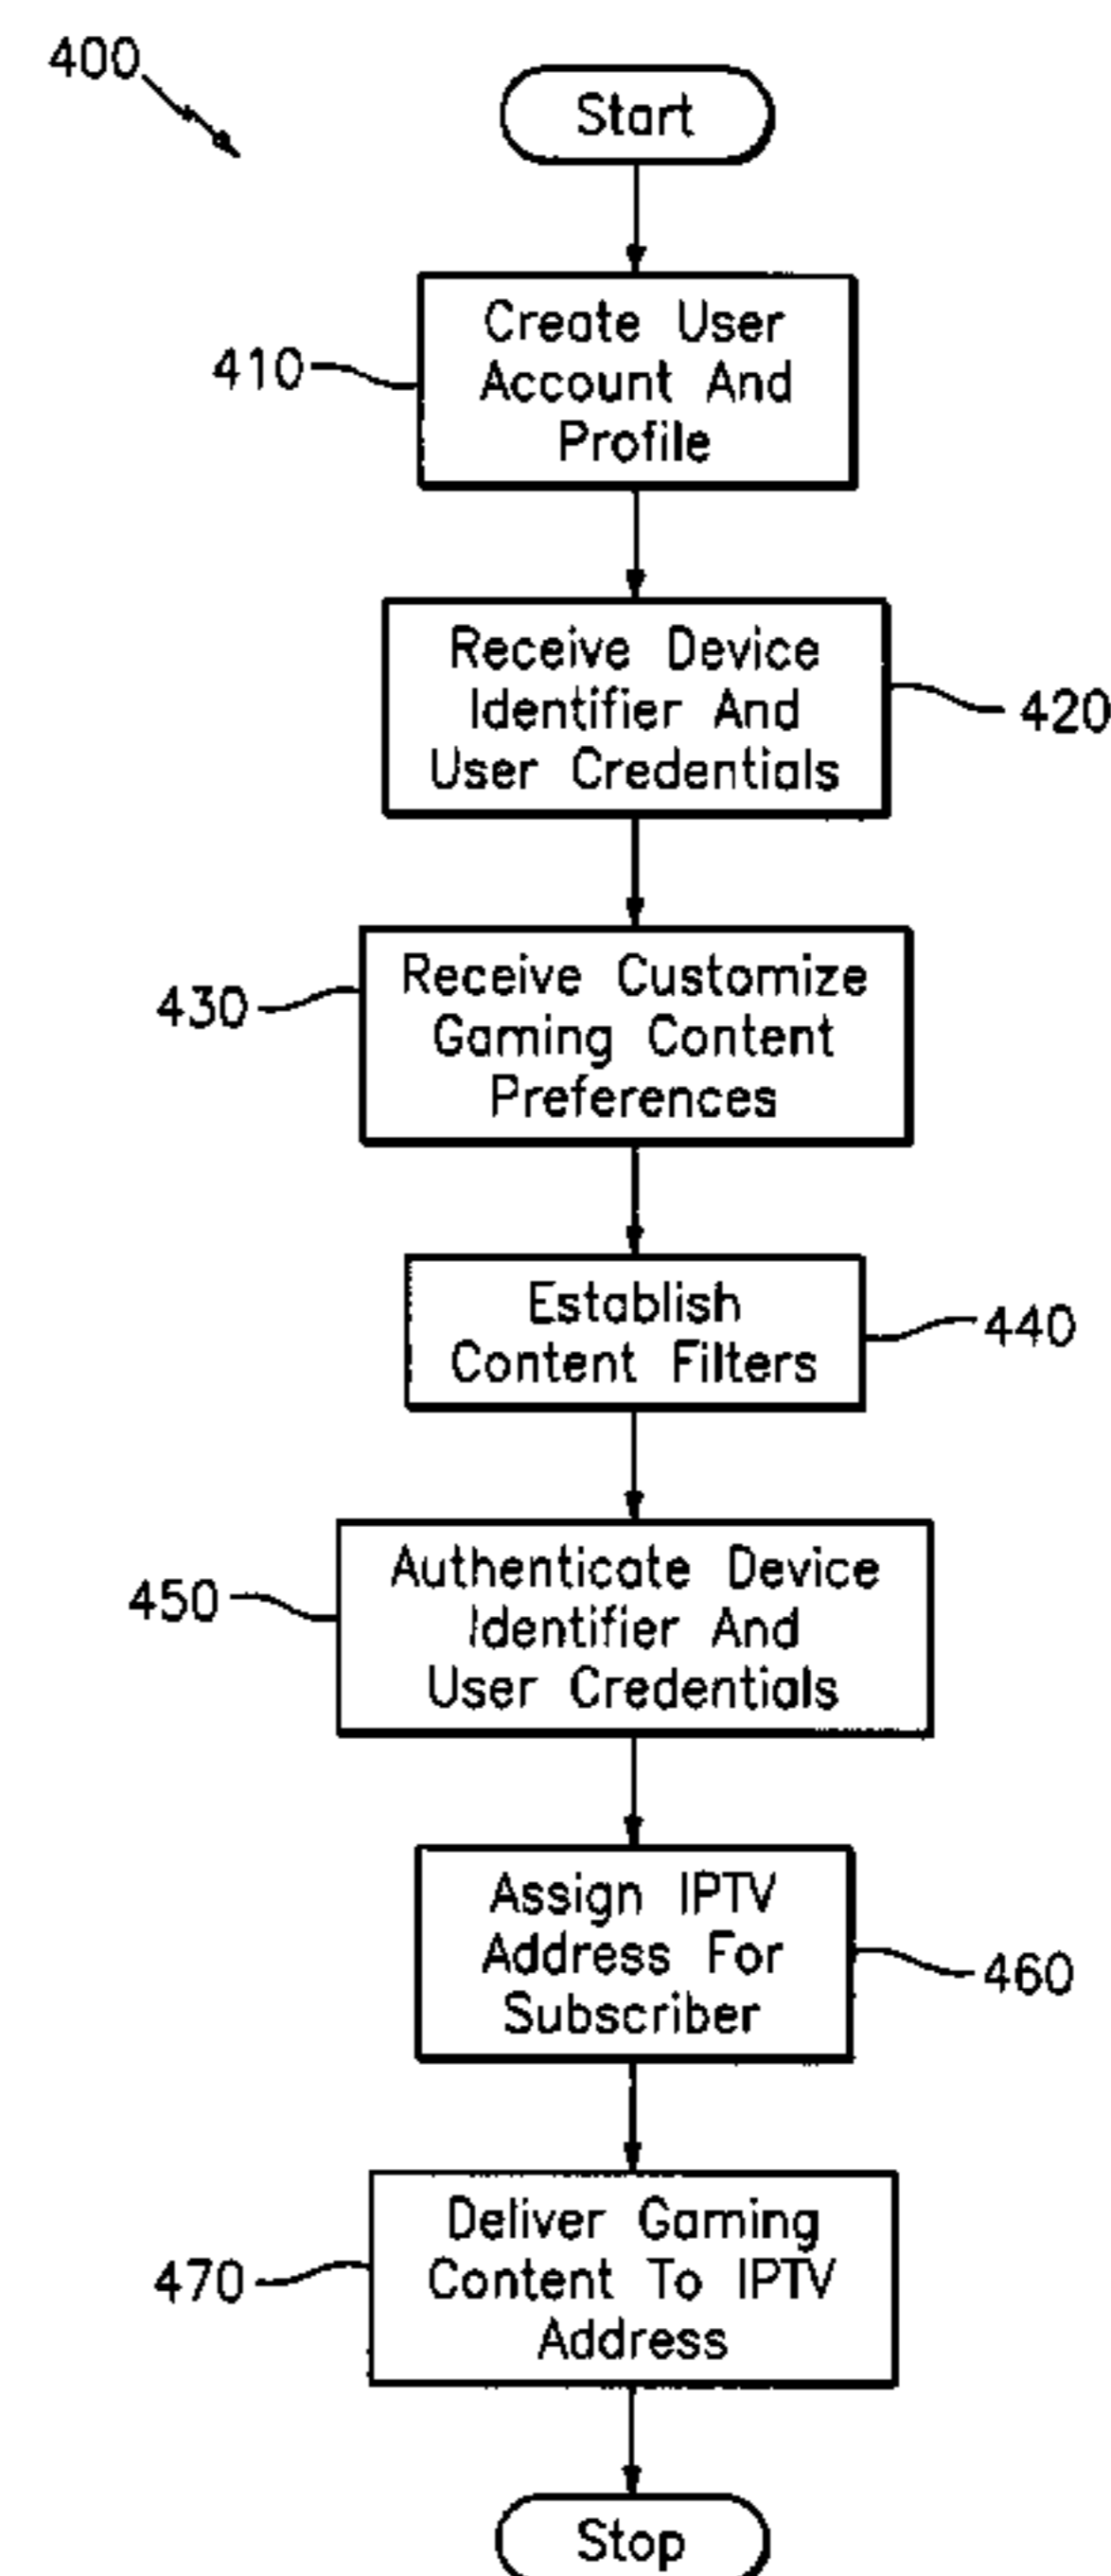 400
Start
410
Create User
Account And
Profile
Receive Device
Identifier And
User Credentials
420
430
Receive Customize
Gaming Content
Preferences
Establish
Content Filters
440
450
Authenticate Device
Identifier And
User Credentials
Assign IPTV
Address For
Subscriber
460
470
Deliver Gaming
Content To IPTV
Address
Stop